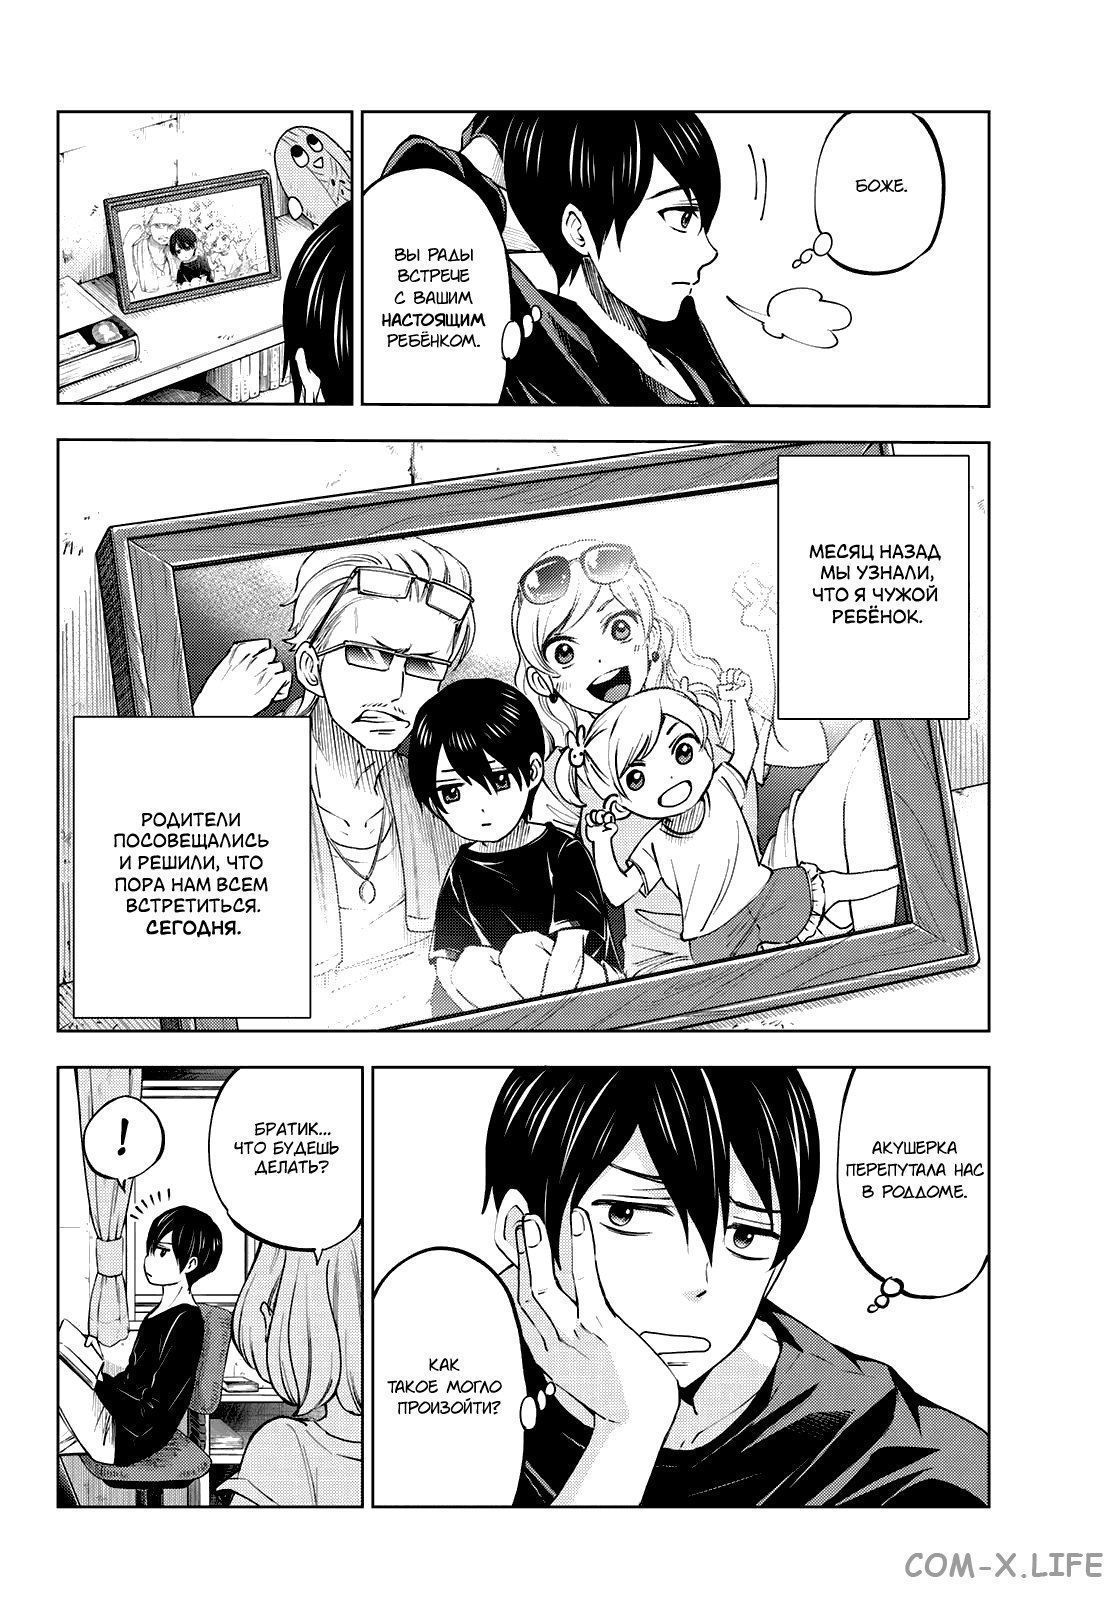 БОЖЕ.
ВЫ РАДЫ
ВСТРЕЧЕ
С ВАШИМ
НАСТОЯЩИМ
РЕБЁНКОМ.
МЕСЯЦ НАЗАД
МЫ УЗНАЛИ,
ЧТО Я ЧУЖОЙ
РЕБЁНОК.
РОДИТЕЛИ
ПОСОВЕЩАЛИСЬ
И РЕШИЛИ, ЧТО
ПОРА НАМ ВСЕМ
ВСТРЕТИТЬСЯ.
СЕГОДНЯ.
АКУШЕРКА
ПЕРЕПУТАЛА НАС
В РОДДОМЕ.
КАК
ТАКОЕ МОГЛО
ПРОИЗОЙТИ?
БРАТИК...
ЧТО БУДЕШЬ
ДЕЛАТЬ?
!
COM-X.LIFE